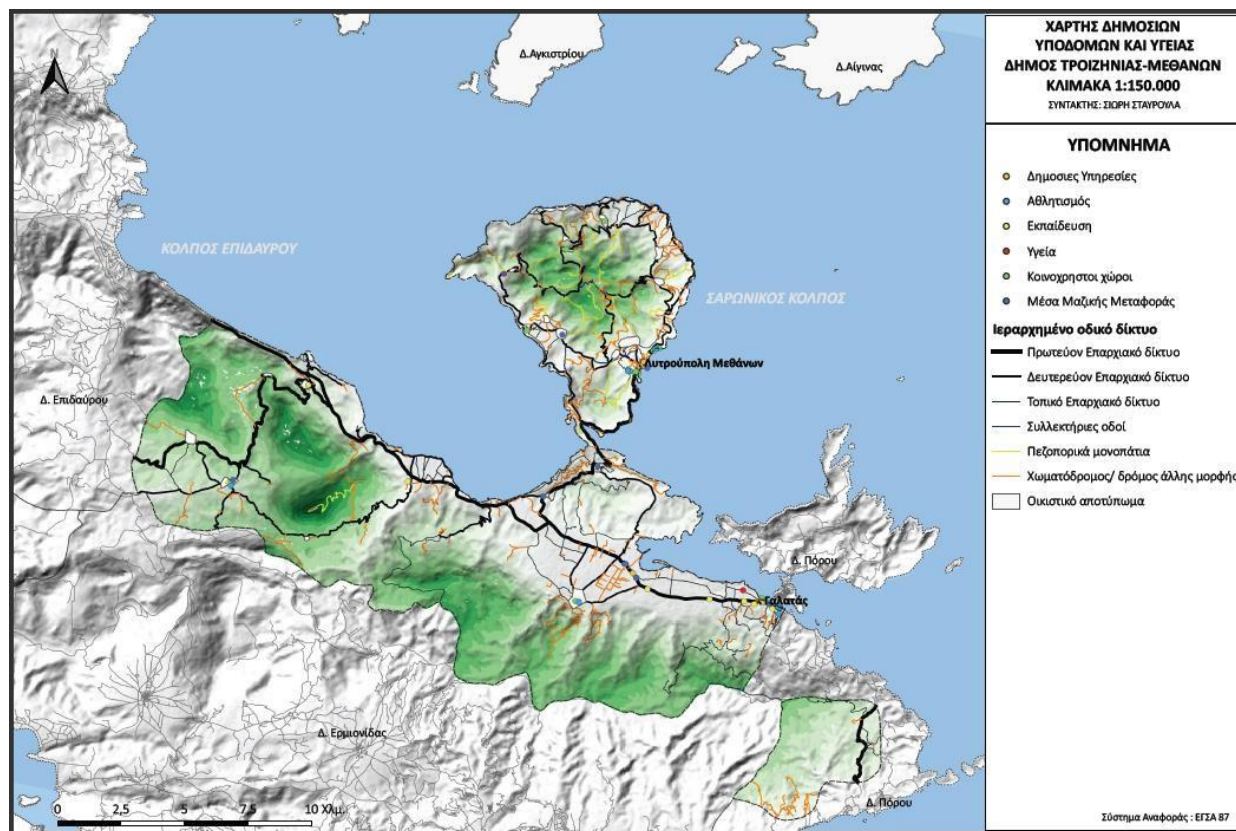 ΧΑΡΤΗΣ ΔΗΜΟΣΙΩΝ
ΥΠΟΔΟΜΩΝ ΚΑΙ ΥΓΕΙΑΣ
ΔΗΜΟΣ ΤΡΟΙΖΗΝΙΑΣ-ΜΕΘΑΝΩΝ
ΚΛΙΜΑΚΑ 1:150.000
ΣΥΝΤΑΚΤΗΣ: ΣΙΩΡΗ ΣΤΑΥΡΟΥΛΑ
ΥΠΟΜΝΗΜΑ
Δημοσιες Υπηρεσίες
Αθλητισμός
Εκπαίδευση
Υγεία
Κοινοχρηστοι χώροι
Μέσα Μαζικής Μεταφοράς
Ιεραρχημένο οδικό δίκτυο
Πρωτεύον Επαρχιακό δίκτυο
Δευτερεύον Επαρχιακό δίκτυο
Τοπικό Επαρχιακό δίκτυο
Συλλεκτήριες οδοί
Πεζοπορικά μονοπάτια
Χωματόδρομος/ δρόμος άλλης μορφής
Οικιστικό αποτύπωμα
Σύστημα Αναφοράς : ΕΓΣΑ 87
Δ.Αγκιστρίου
Δ.Αίγινας
ΚΟΛΠΟΣ ΕΠΙΔΑΥΡΟΥ
ΣΑΡΩΝΙΚΟΣ ΚΟΛΠΟΣ
Λυτρούπολη Μεθάνων
Δ. Επιδαύρου
Δ. Πόρου
Γαλατάς
Δ. Ερμιονίδας
Δ. Πόρου
0 2,5 5 7,5 10 Χλμ.